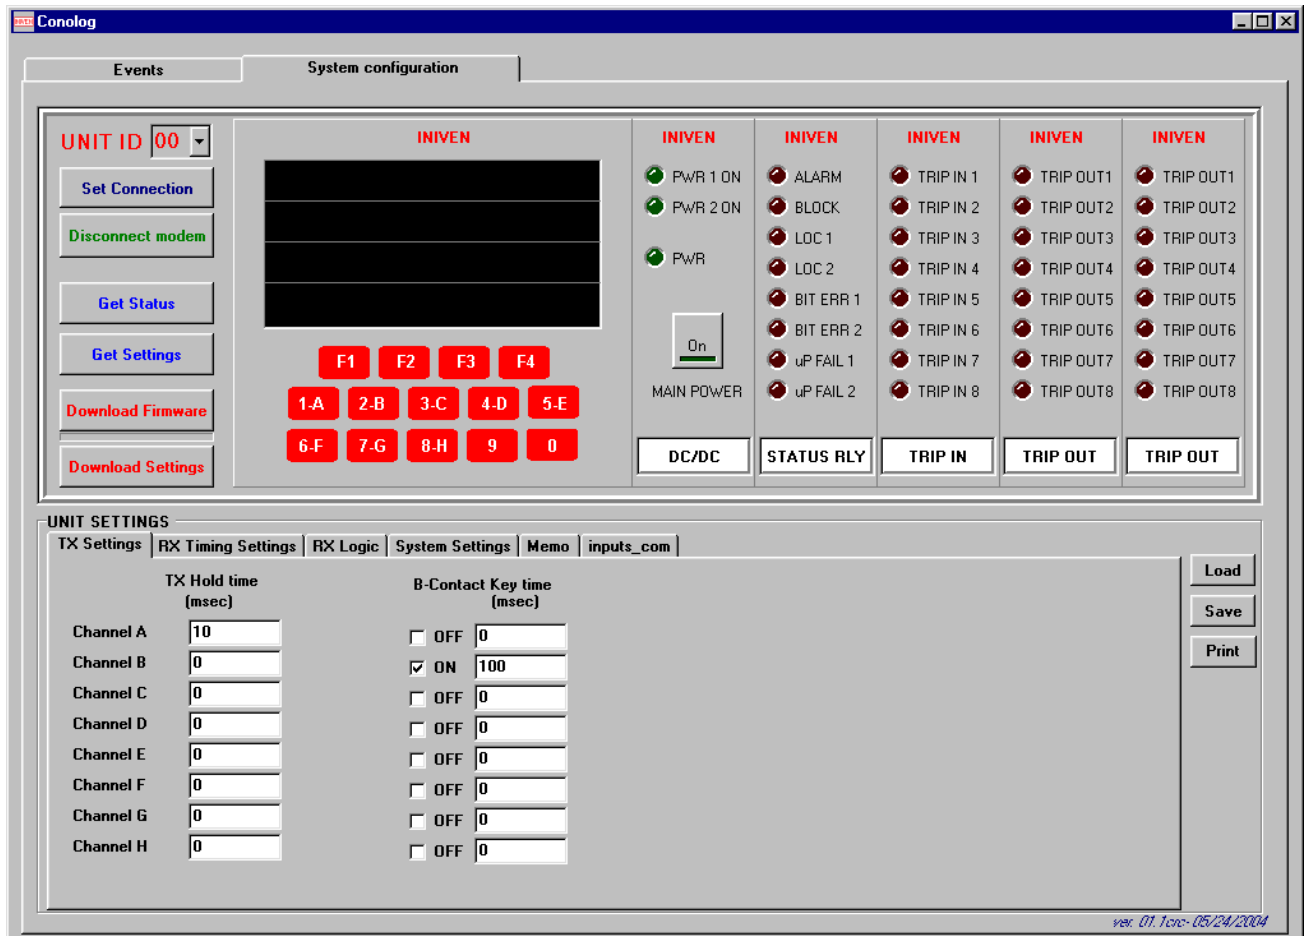 INIVEN Conolog
Events
System configuration
UNIT ID 00
Set Connection
Disconnect modem
Get Status
Get Settings
Download Firmware
Download Settings
INIVEN
F1 F2 F3 F4
1-A 2-B 3-C 4-D 5-E
6-F 7-G 8-H 9 0
INIVEN
PWR 1 ON
PWR 2 ON
PWR
On
MAIN POWER
DC/DC
INIVEN
ALARM
BLOCK
LOC 1
LOC 2
BIT ERR 1
BIT ERR 2
uP FAIL 1
uP FAIL 2
STATUS RLY
INIVEN
TRIP IN 1
TRIP IN 2
TRIP IN 3
TRIP IN 4
TRIP IN 5
TRIP IN 6
TRIP IN 7
TRIP IN 8
TRIP IN
INIVEN
TRIP OUT1
TRIP OUT2
TRIP OUT3
TRIP OUT4
TRIP OUT5
TRIP OUT6
TRIP OUT7
TRIP OUT8
TRIP OUT
INIVEN
TRIP OUT1
TRIP OUT2
TRIP OUT3
TRIP OUT4
TRIP OUT5
TRIP OUT6
TRIP OUT7
TRIP OUT8
TRIP OUT
UNIT SETTINGS
TX Settings RX Timing Settings RX Logic System Settings Memo inputs_com
TX Hold time
(msec)
B-Contact Key time
(msec)
Channel A 10 OFF 0
Channel B 0 ON 100
Channel C 0 OFF 0
Channel D 0 OFF 0
Channel E 0 OFF 0
Channel F 0 OFF 0
Channel G 0 OFF 0
Channel H 0 OFF 0
Load
Save
Print
ver. 01.1crc- 05/24/2004